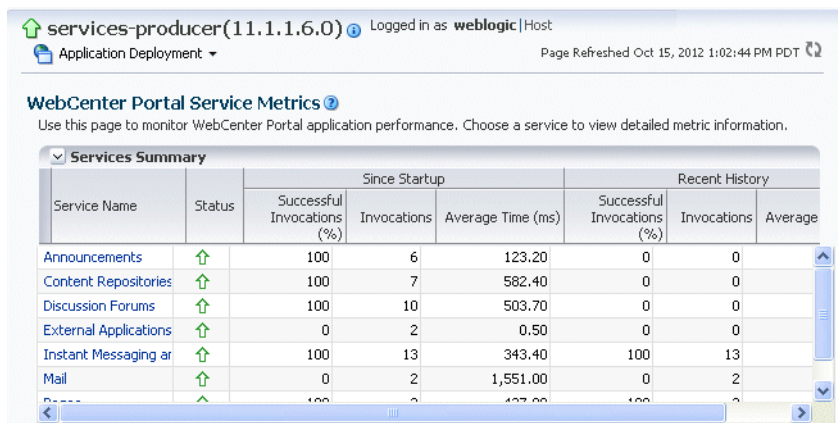 services-producer(11.1.1.6.0) Logged in as weblogic|Host
Application Deployment Page Refreshed Oct 15, 2012 1:02:44 PM PDT
WebCenter Portal Service Metrics
Use this page to monitor WebCenter Portal application performance. Choose a service to view detailed metric information.
Services Summary
Since Startup Recent History
Service Name Status Successful Invocations (%) Invocations Average Time (ms) Successful Invocations (%) Invocations Average
Announcements 100 6 123.20 0 0
Content Repositories 100 7 582.40 0 0
Discussion Forums 100 10 503.70 0 0
External Applications 0 2 0.50 0 0
Instant Messaging ar 100 13 343.40 100 13
Mail 0 2 1,551.00 0 2